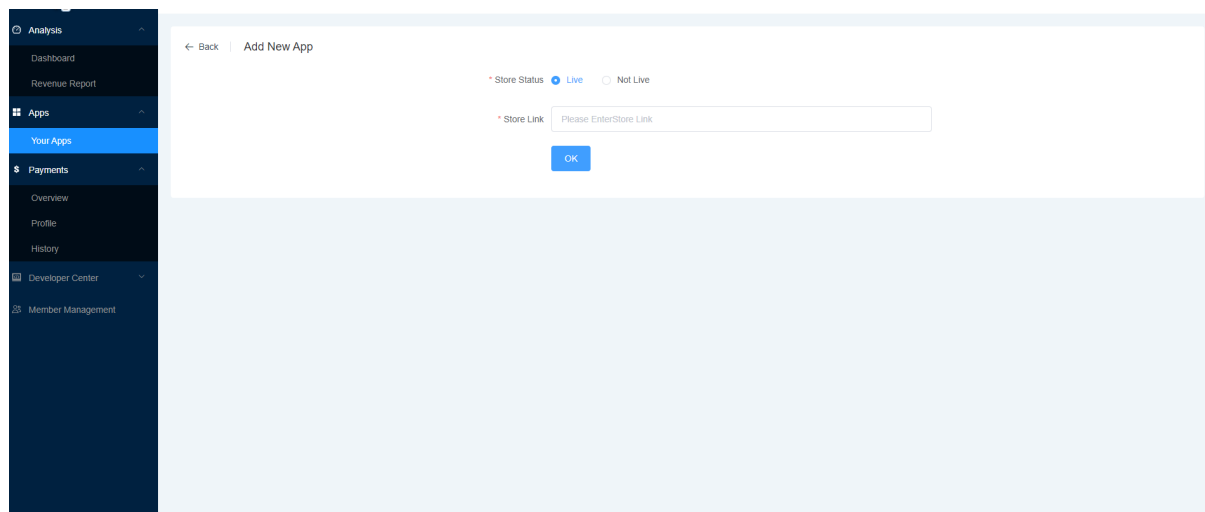 Analysis
Dashboard
Revenue Report
Apps
Your Apps
$ Payments
Overview
Profile
History
Developer Center
Member Management
← Back Add New App
* Store Status Live Not Live
* Store Link Please EnterStore Link
OK